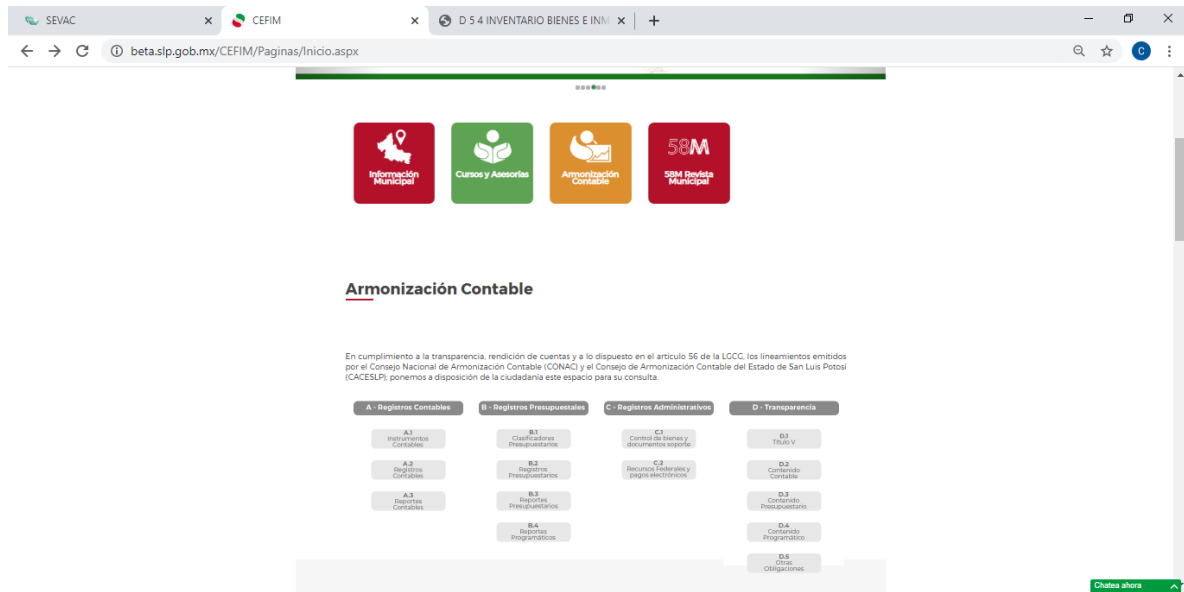 SEVAC
CEFIM
D 5 4 INVENTARIO BIENES E INM
beta.slp.gob.mx/CEFIM/Paginas/Inicio.aspx
C
Información
Municipal
Cursos y Asesorías
Armonización
Contable
58M
58M Revista
Municipal
Armonización Contable
En cumplimiento a la transparencia, rendición de cuentas y a lo dispuesto en el artículo 56 de la LGCG, los lineamientos emitidos
por el Consejo Nacional de Armonización Contable (CONAC) y el Consejo de Armonización Contable del Estado de San Luis Potosí
(CACESLP); ponemos a disposición de la ciudadanía este espacio para su consulta.
A - Registros Contables
A.1
Instrumentos
Contables
A.2
Registros
Contables
A.3
Reportes
Contables
B - Registros Presupuestales
B.1
Clasificadores
Presupuestarios
B.2
Registros
Presupuestarios
B.3
Reportes
Presupuestarios
B.4
Reportas
Programáticos
C - Registros Administrativos
C.1
Control de bienes y
documentos soporte
C.2
Recursos Federales y
pagos electrónicos
D - Transparencia
D.1
Título V
D.2
Contenido
Contable
D.3
Contenido
Presupuestario
D.4
Contenido
Programático
D.5
Otras
Obligaciones
Chatea ahora